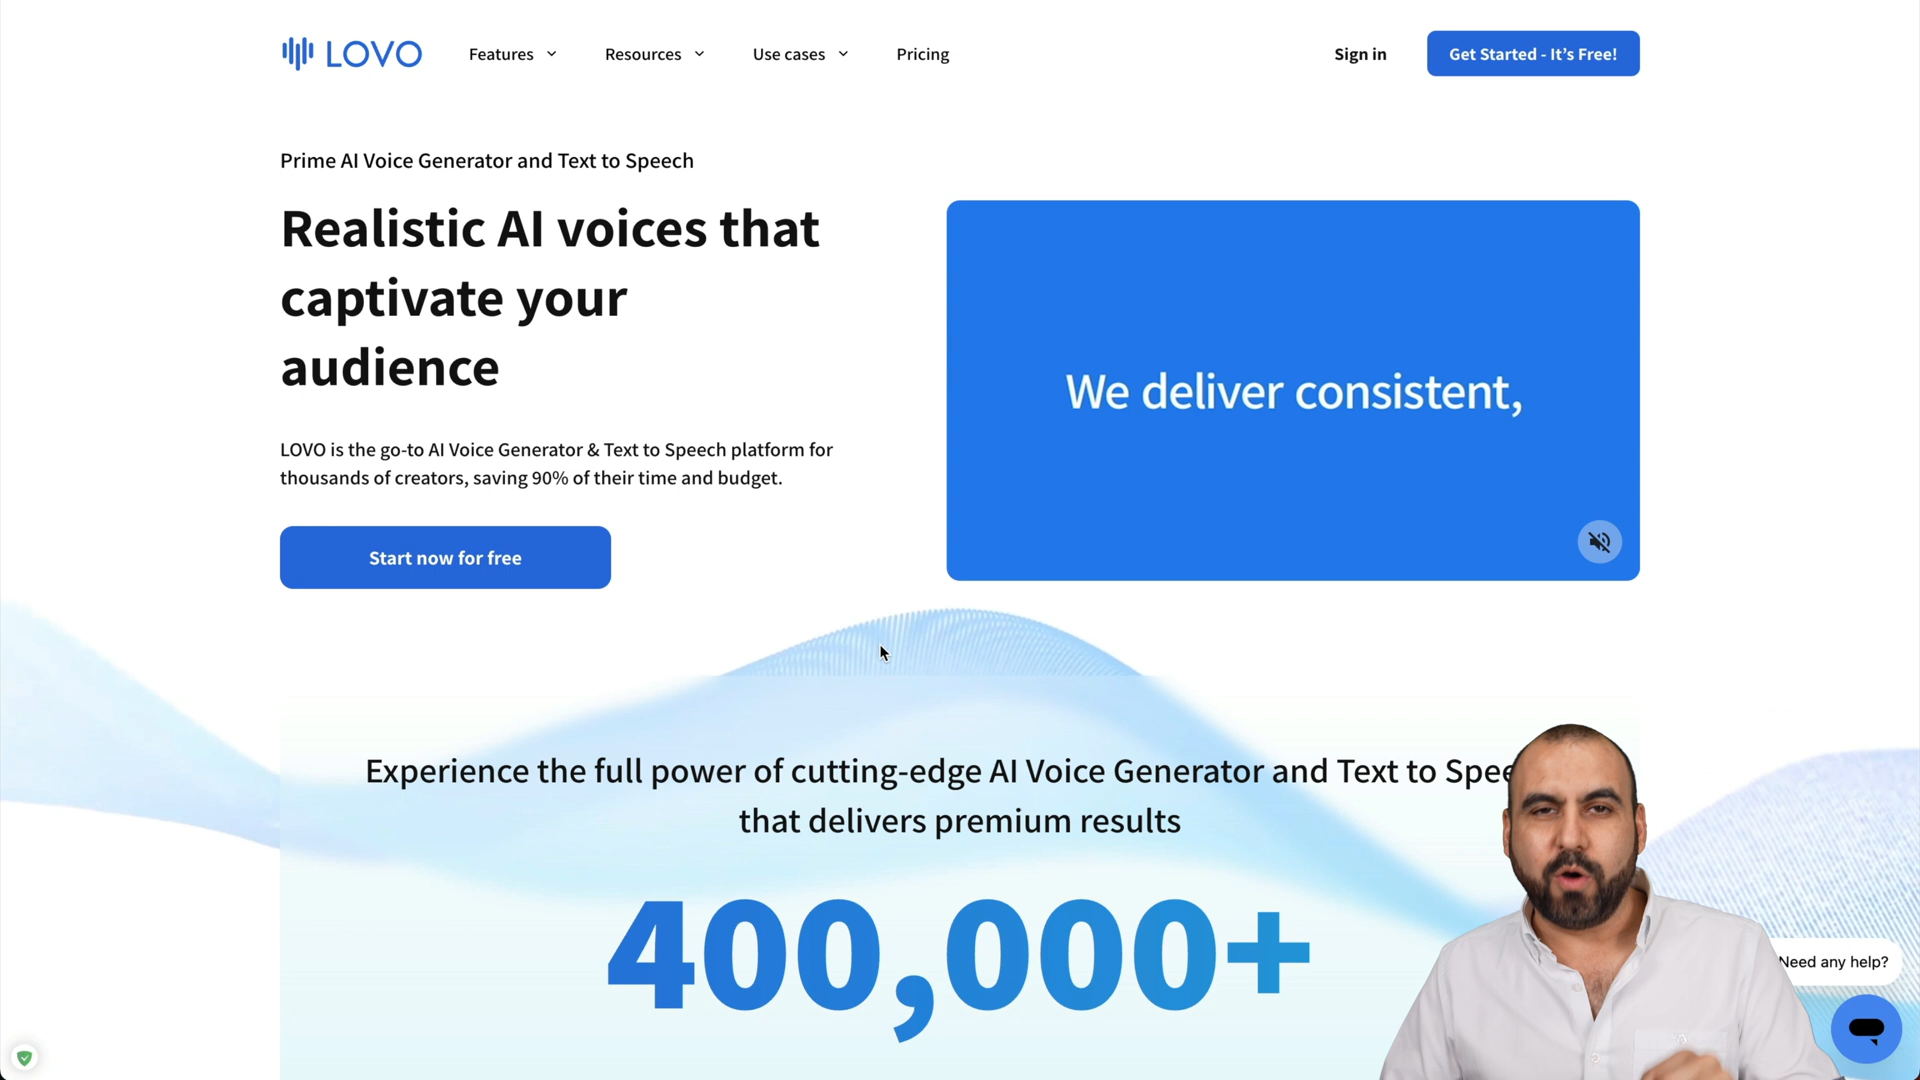 LOVO
Features
Resources
Use cases
Pricing
Sign in
Get Started - It's Free!
Prime AI Voice Generator and Text to Speech
Realistic AI voices that
captivate your
audience
We deliver consistent,
LOVO is the go-to AI Voice Generator & Text to Speech platform for
thousands of creators, saving 90% of their time and budget.
Start now for free
Experience the full power of cutting-edge AI Voice Generator and Text to Spee
that delivers premium results
400,000+
Need any help?